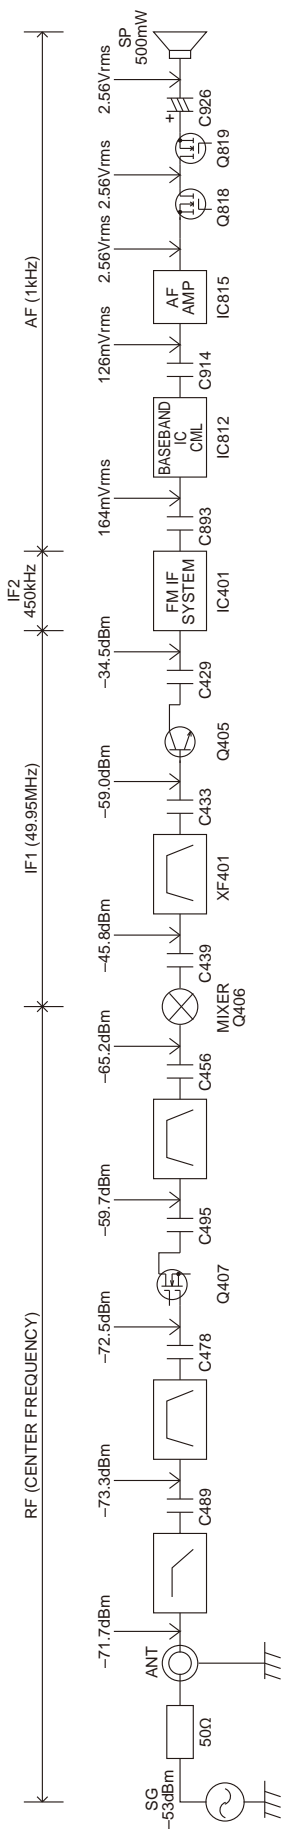 RF (CENTER FREQUENCY)
IF1 (49.95MHz)
IF2
450kHz
AF (1kHz)
SG
–53dBm
–71.7dBm
–73.3dBm
–72.5dBm
–59.7dBm
–65.2dBm
–45.8dBm
–59.0dBm
–34.5dBm
164mVrms
126mVrms
2.56Vrms
2.56Vrms
2.56Vrms
SP
500mW
50Ω
ANT
C489
C478
Q407
C495
C456
MIXER
Q406
C439
XF401
C433
Q405
C429
FM IF
SYSTEM
IC401
C893
BASEBAND
IC
CML
IC812
C914
AF
AMP
IC815
Q818
Q819
+
C926